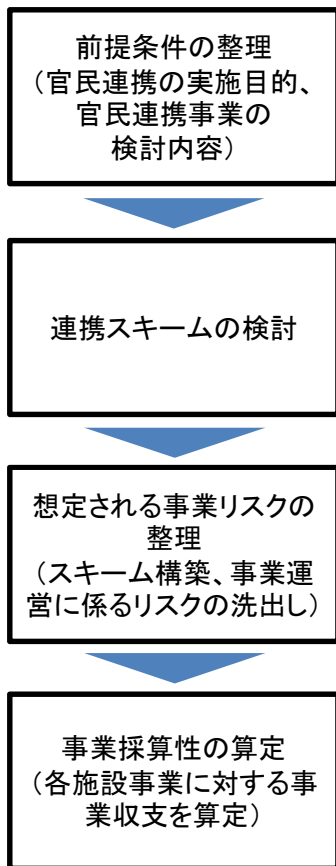 前提条件の整理
（官民連携の実施目的、
官民連携事業の
検討内容）
連携スキームの検討
想定される事業リスクの
整理
（スキーム構築、事業運
営に係るリスクの洗出し）
事業採算性の算定
（各施設事業に対する事
業収支を算定）